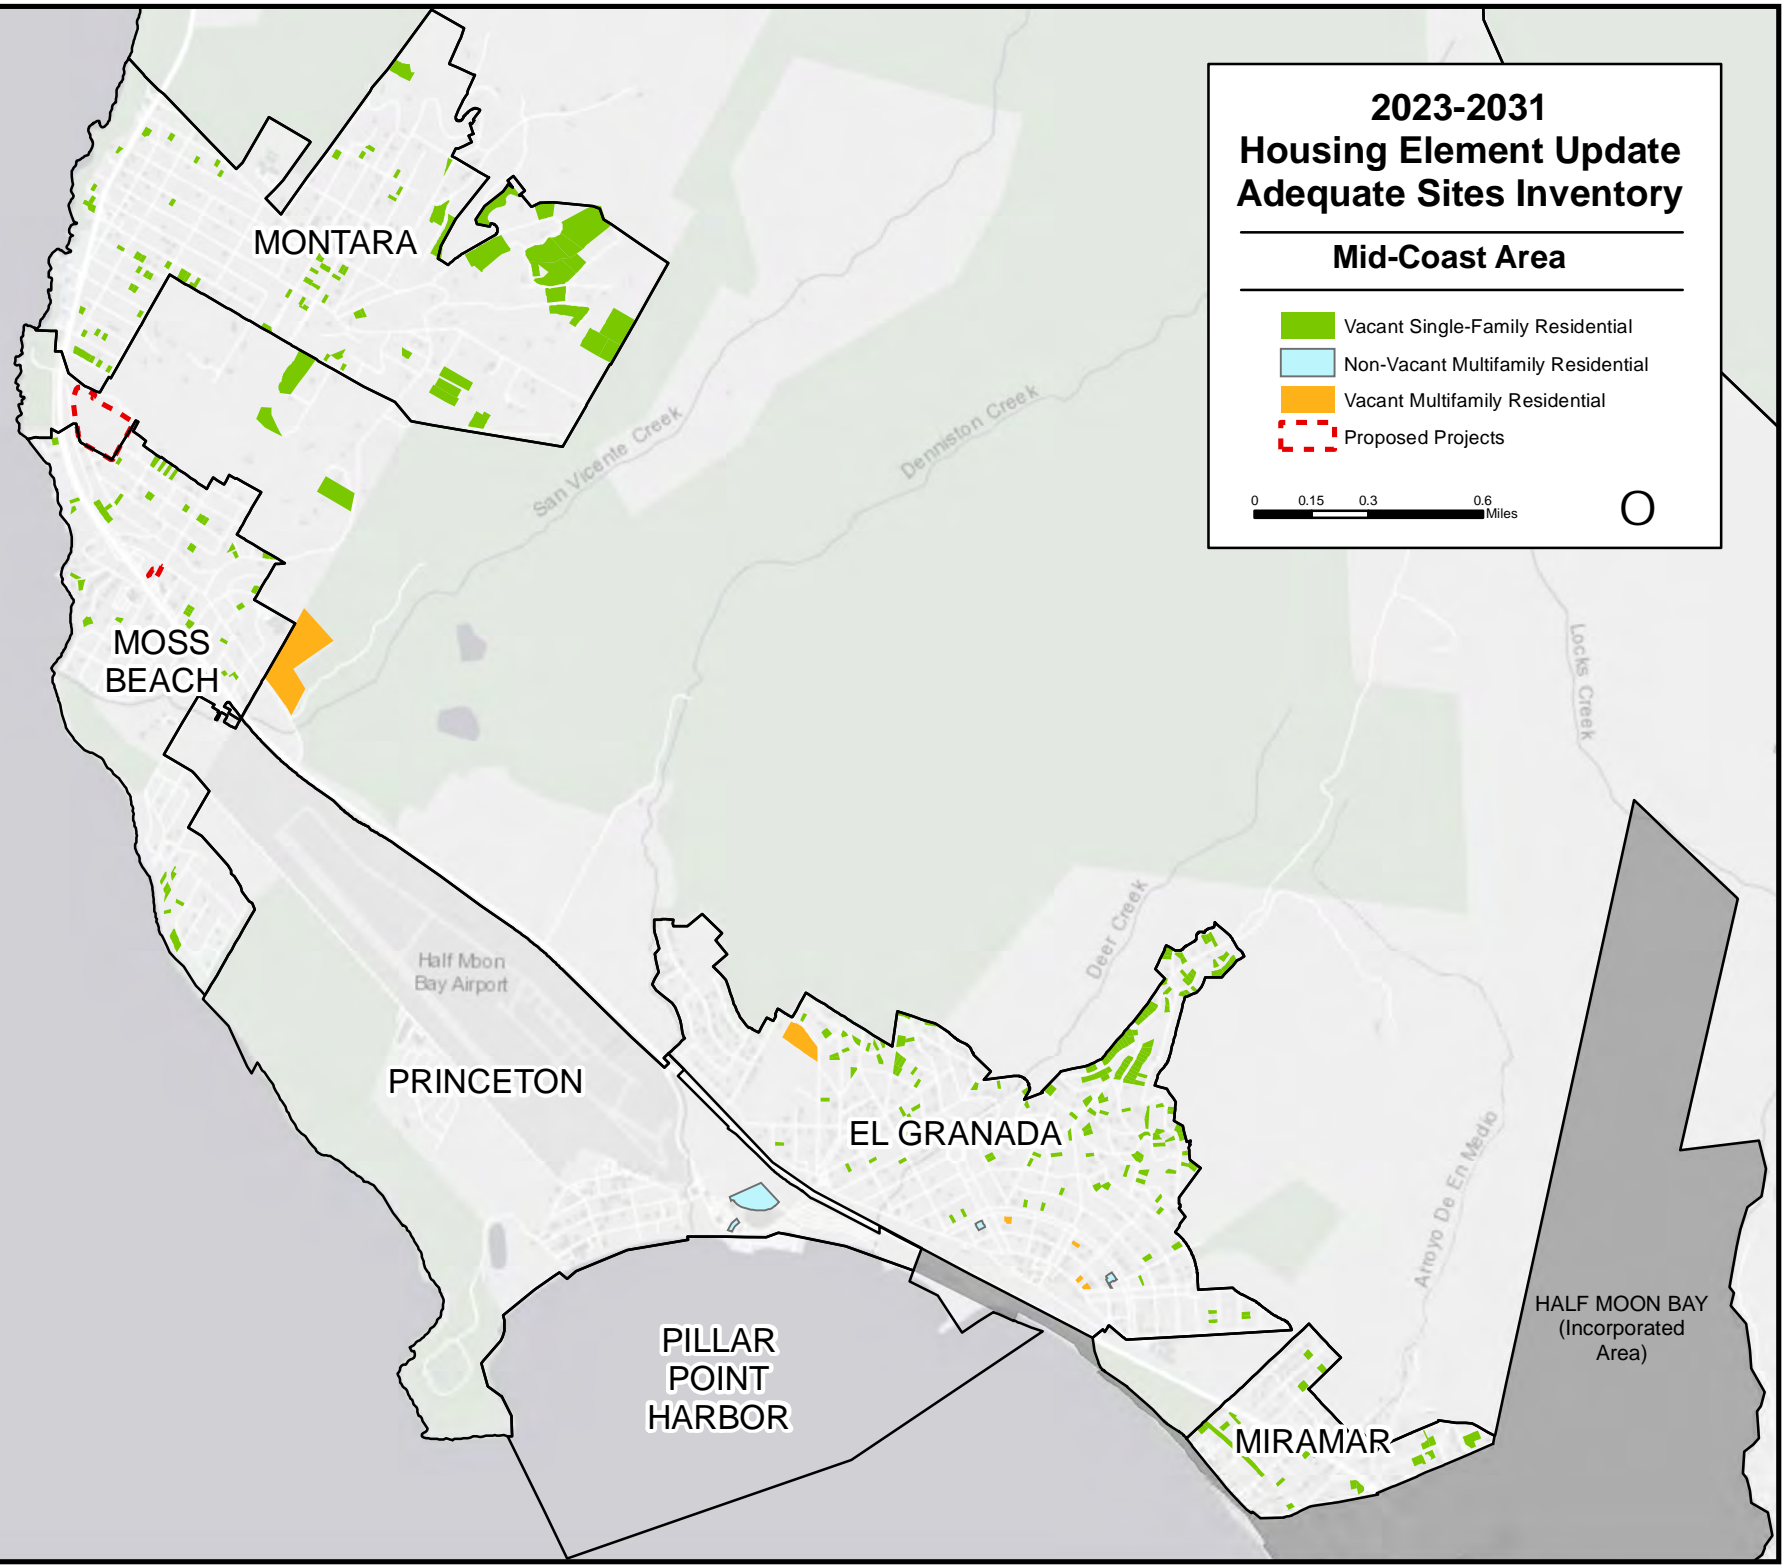 2023-2031
Housing Element Update
Adequate Sites Inventory
Mid-Coast Area
Vacant Single-Family Residential
Non-Vacant Multifamily Residential
Vacant Multifamily Residential
Proposed Projects
0 0.15 0.3 0.6
Miles
O
MONTARA
San Vicente Creek
Denniston Creek
Locks Creek
MOSS
BEACH
Half Moon
Bay Airport
Deer Creek
PRINCETON
EL GRANADA
Arroyo De En Medio
PILLAR
POINT
HARBOR
HALF MOON BAY
(Incorporated
Area)
MIRAMAR